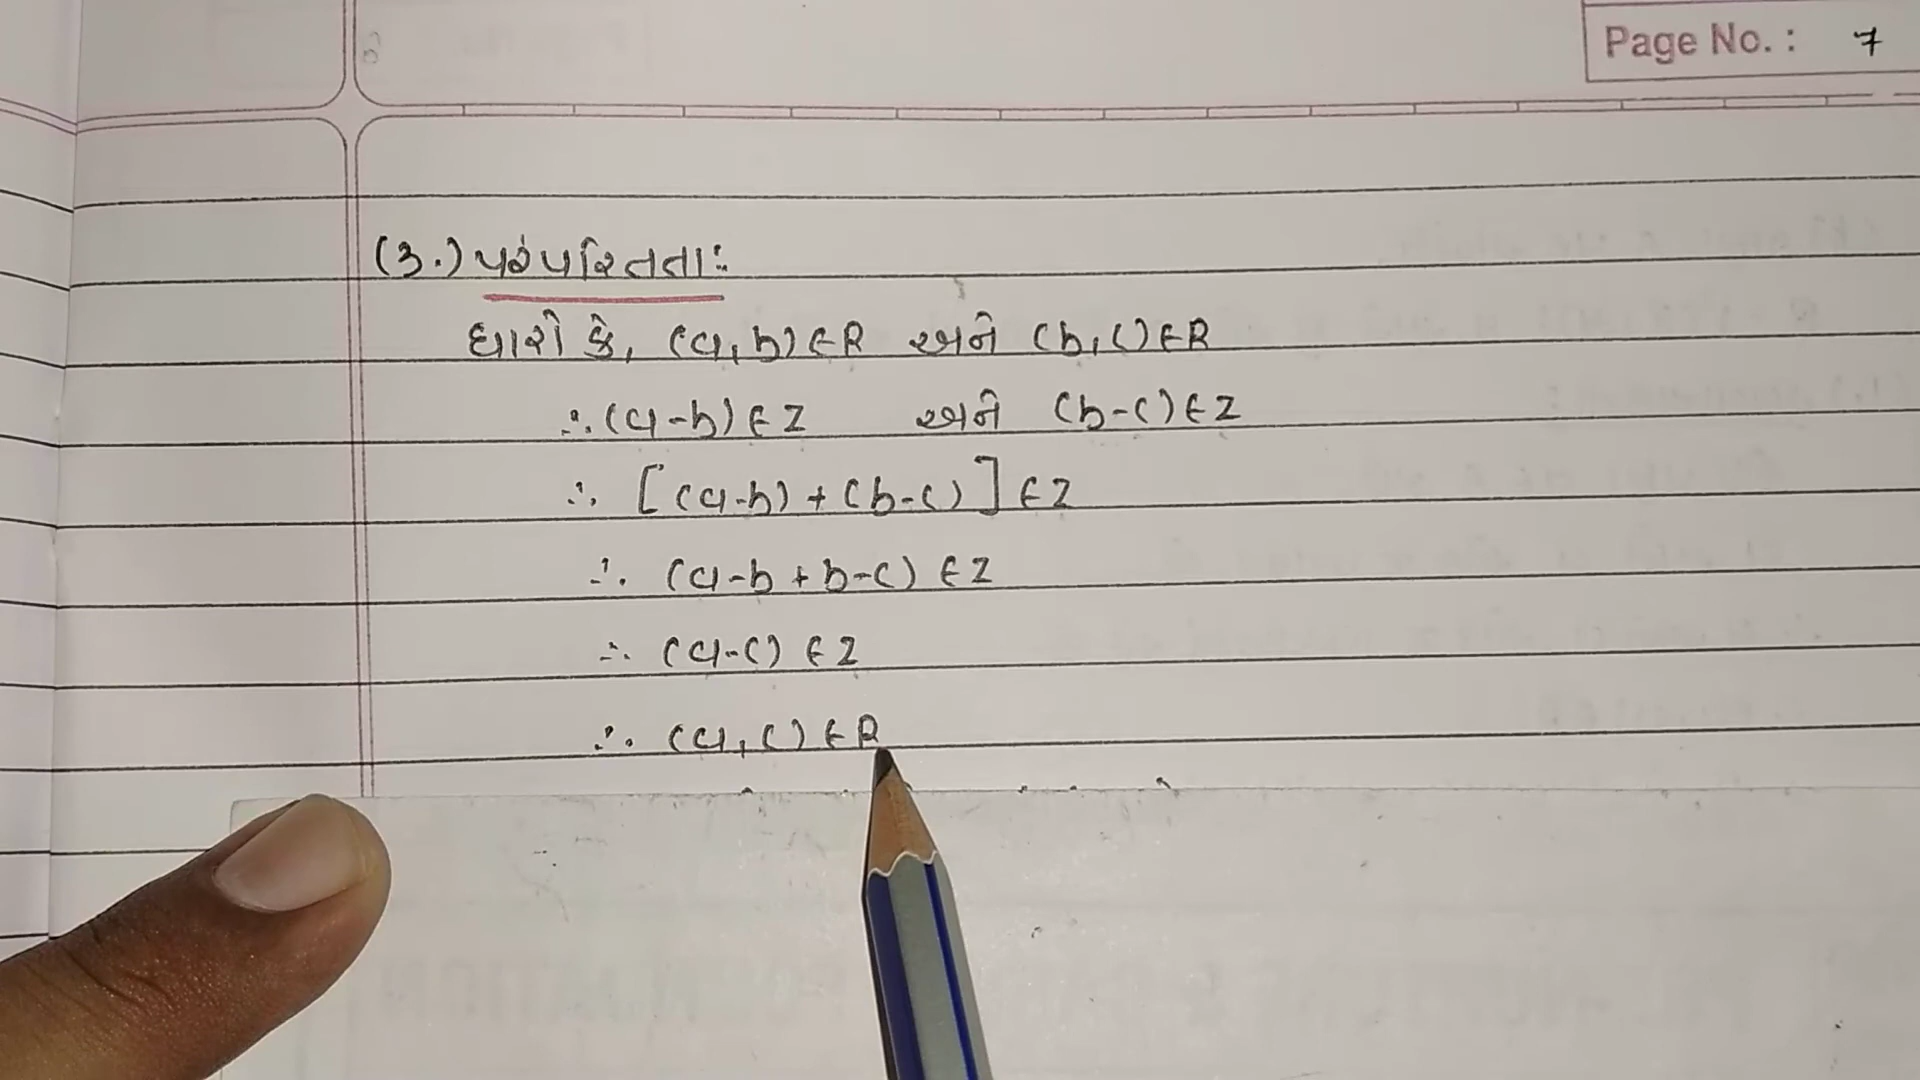 Page No. : 7
(3.) પરંપરિતતા:
ધારો કે, (a, b) ∈ R અને (b, c) ∈ R
∴ (a-b) ∈ Z અને (b-c) ∈ Z
∴ [(a-b) + (b-c)] ∈ Z
∴ (a-b + b-c) ∈ Z
∴ (a-c) ∈ Z
∴ (a, c) ∈ R